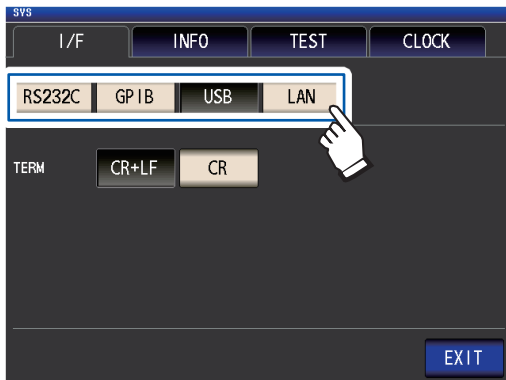 SYS
I/F INFO TEST CLOCK
RS232C GPIB USB LAN
TERM CR+LF CR
EXIT